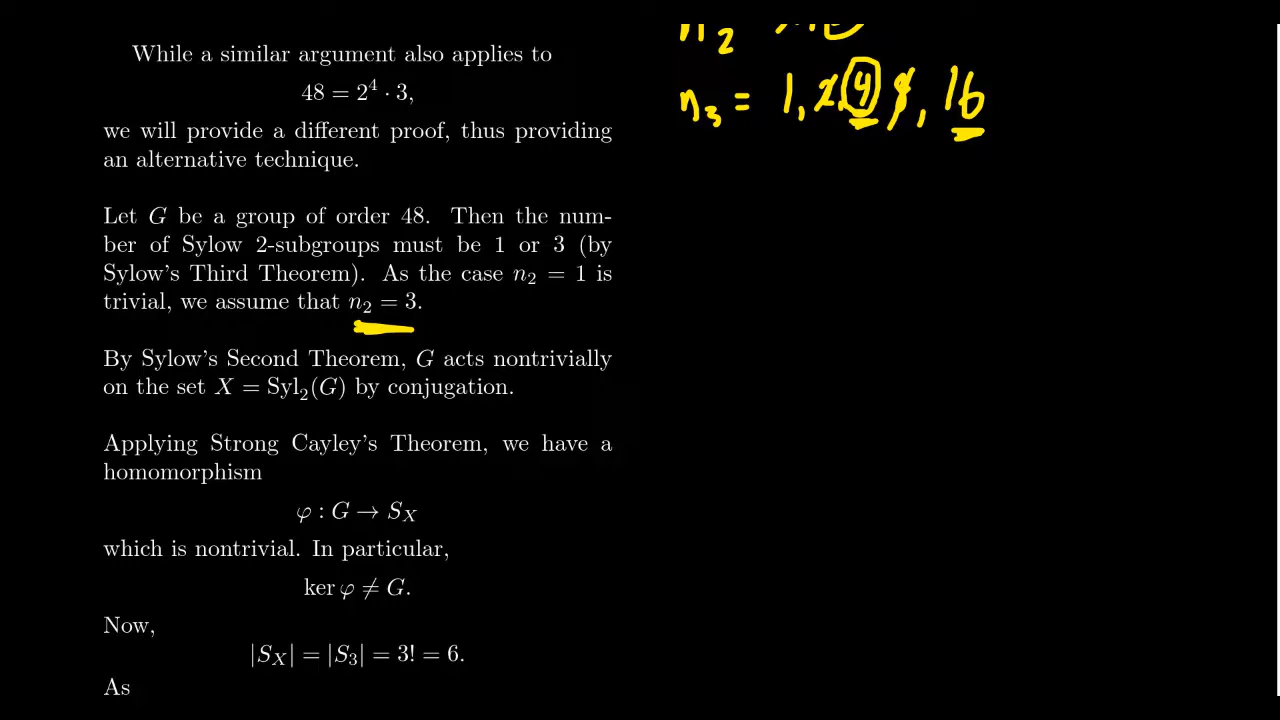 While a similar argument also applies to
48 = 2⁴ · 3,
we will provide a different proof, thus providing
an alternative technique.
Let G be a group of order 48. Then the num-
ber of Sylow 2-subgroups must be 1 or 3 (by
Sylow's Third Theorem). As the case n₂ = 1 is
trivial, we assume that n₂ = 3.
By Sylow's Second Theorem, G acts nontrivially
on the set X = Syl₂(G) by conjugation.
Applying Strong Cayley's Theorem, we have a
homomorphism
φ : G → S_X
which is nontrivial. In particular,
ker φ ≠ G.
Now,
|S_X| = |S₃| = 3! = 6.
As
n₃ = 1, 2, 4, 8, 16